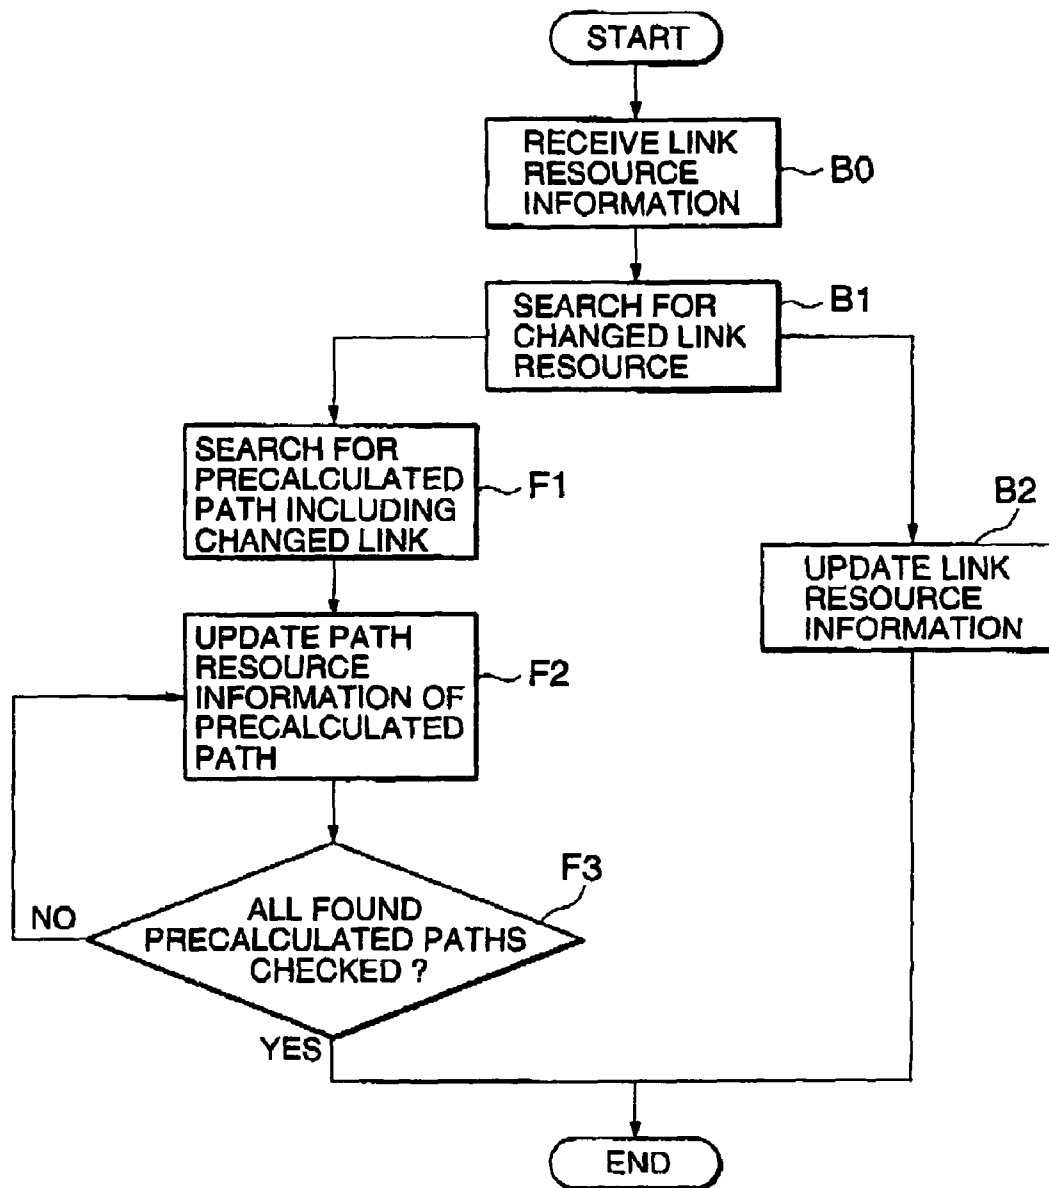 START
RECEIVE LINK
RESOURCE
INFORMATION
B0
SEARCH FOR
CHANGED LINK
RESOURCE
B1
SEARCH FOR
PRECALCULATED
PATH INCLUDING
CHANGED LINK
F1
B2
UPDATE LINK
RESOURCE
INFORMATION
UPDATE PATH
RESOURCE
INFORMATION OF
PRECALCULATED
PATH
F2
F3
ALL FOUND
PRECALCULATED PATHS
CHECKED ?
NO
YES
END